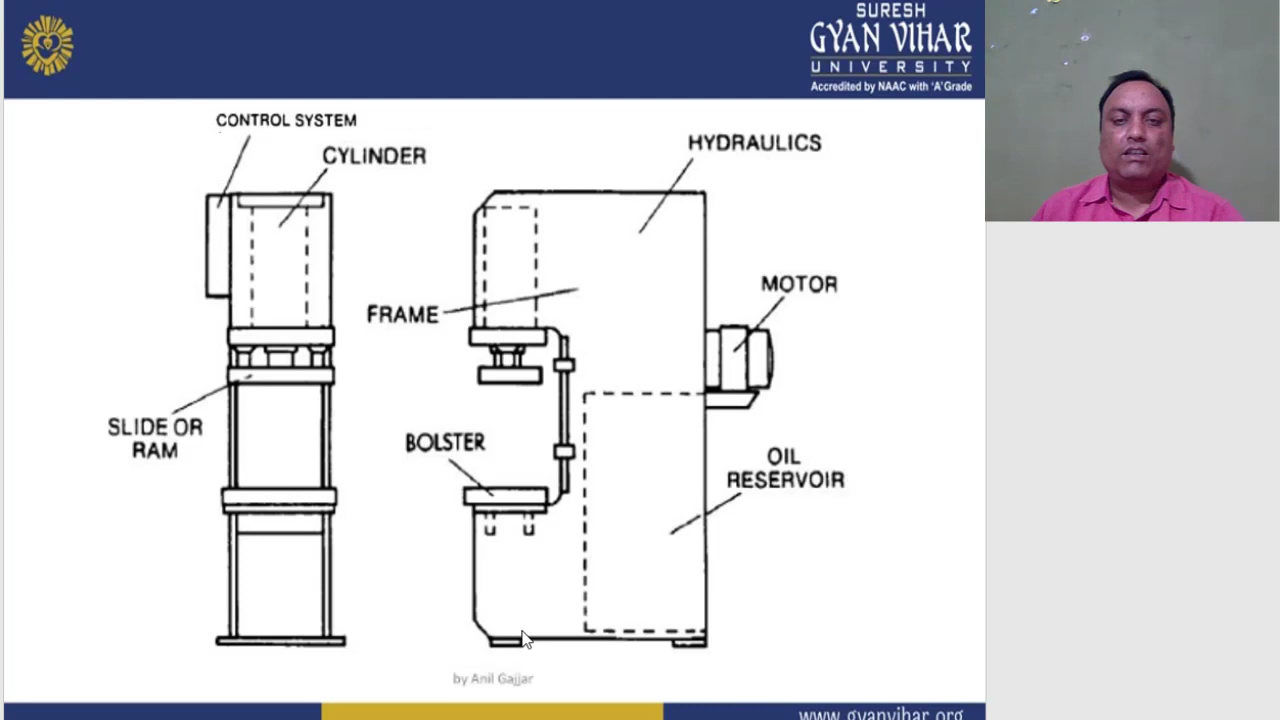 SURESH
GYAN VIHAR
UNIVERSITY
Accredited by NAAC with 'A' Grade
CONTROL SYSTEM
CYLINDER
HYDRAULICS
MOTOR
FRAME
SLIDE OR
RAM
BOLSTER
OIL
RESERVOIR
by Anil Gajjar
www.gyanvihar.org